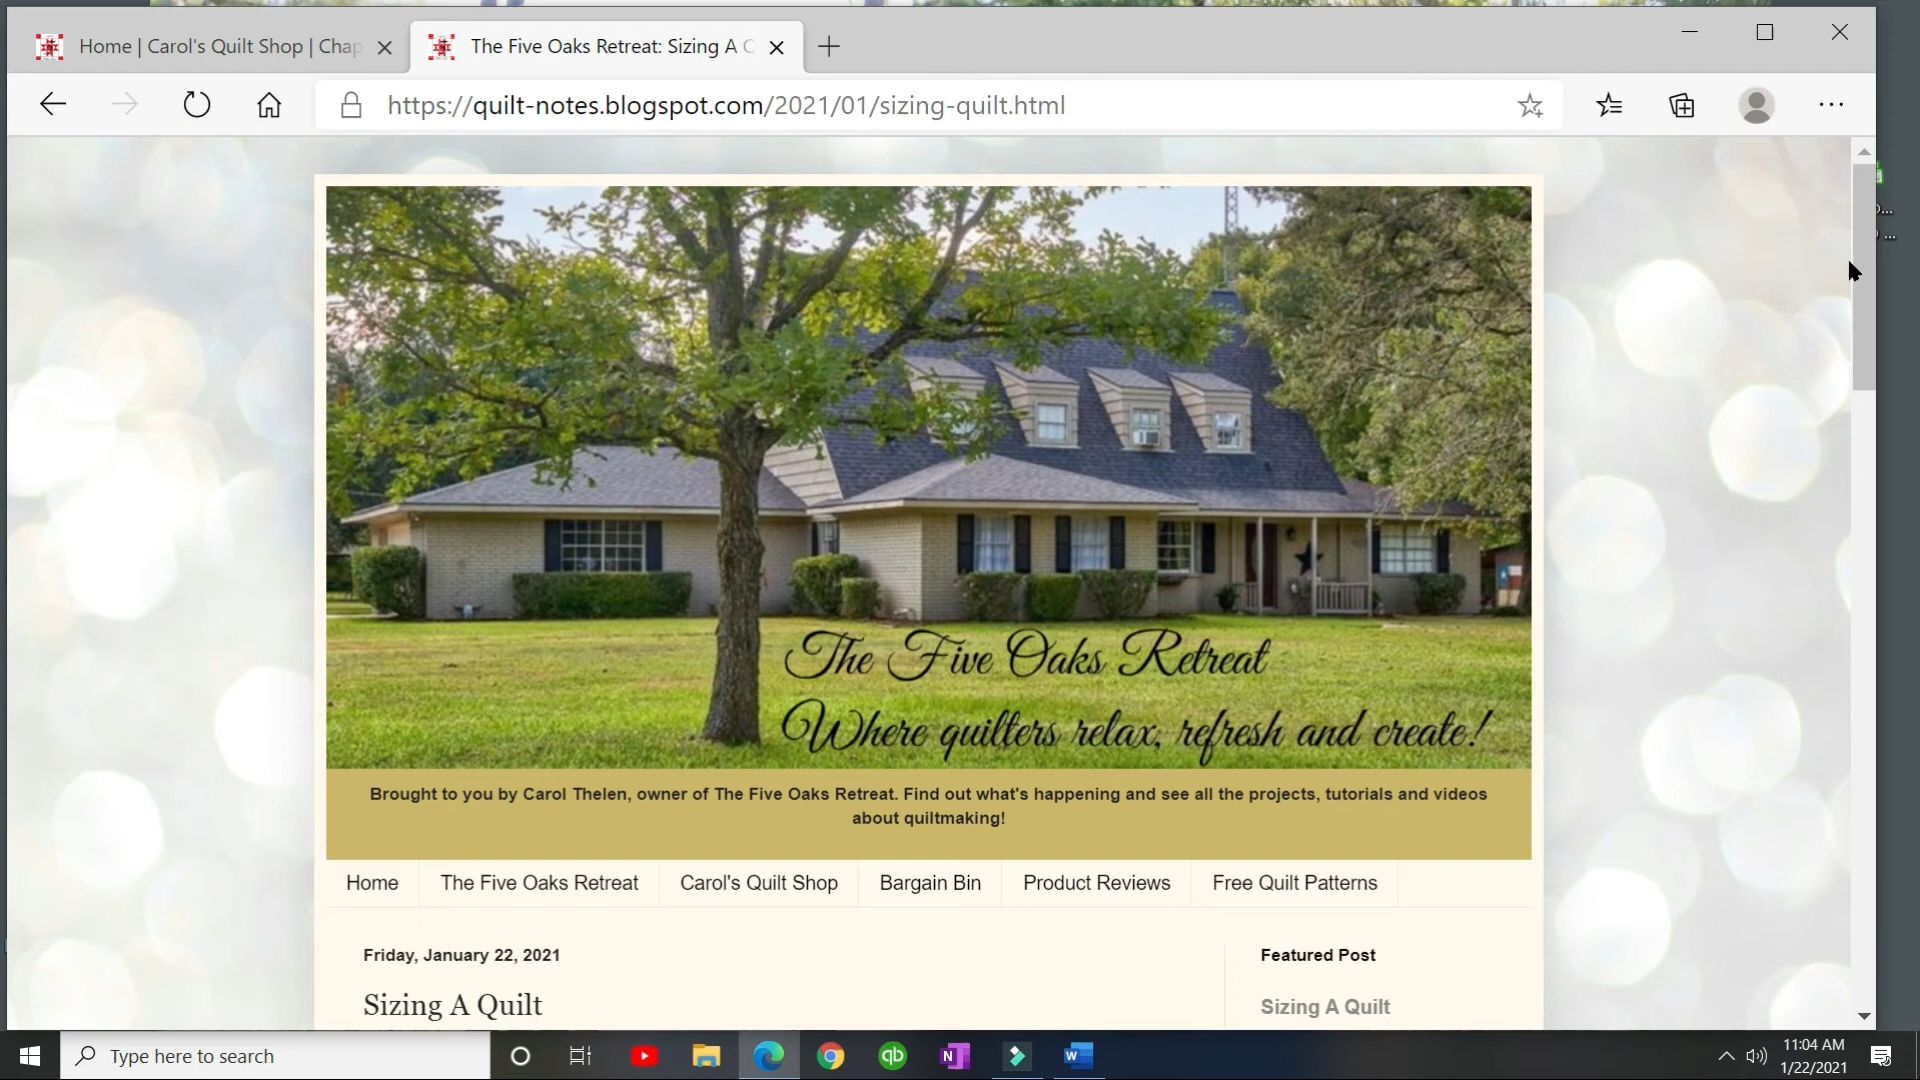 Home | Carol's Quilt Shop | Chap
The Five Oaks Retreat: Sizing A
https://quilt-notes.blogspot.com/2021/01/sizing-quilt.html
The Five Oaks Retreat
Where quilters relax, refresh and create!
Brought to you by Carol Thelen, owner of The Five Oaks Retreat. Find out what's happening and see all the projects, tutorials and videos
about quiltmaking!
Home The Five Oaks Retreat Carol's Quilt Shop Bargain Bin Product Reviews Free Quilt Patterns
Friday, January 22, 2021
Featured Post
Sizing A Quilt
Sizing A Quilt
Type here to search
qb
N
W
11:04 AM
1/22/2021